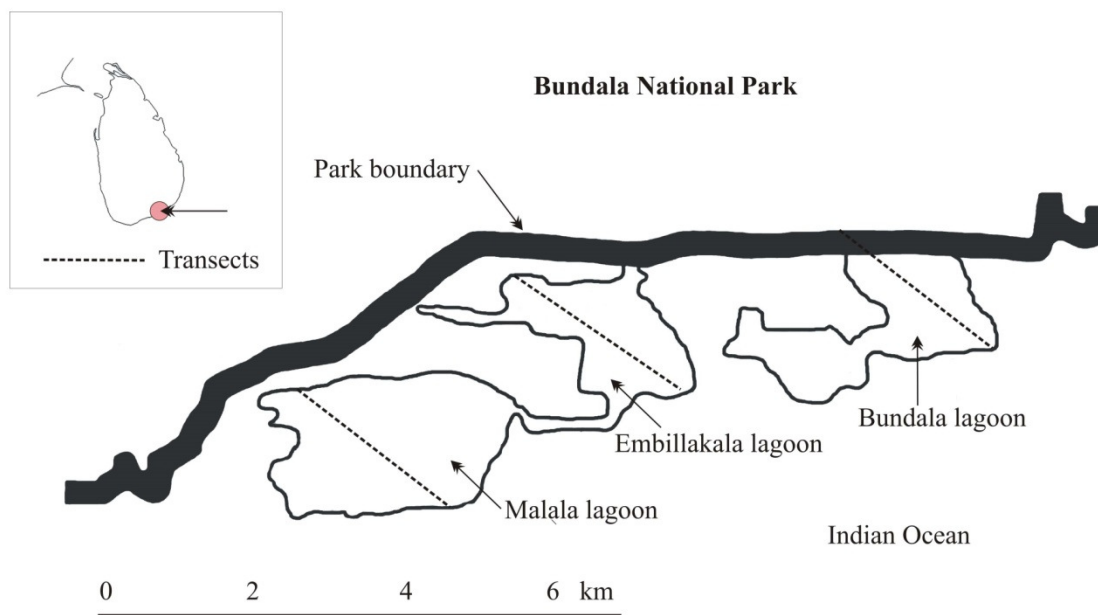 Bundala National Park
Park boundary
Transects
Bundala lagoon
Embillakala lagoon
Malala lagoon
Indian Ocean
0 2 4 6 km